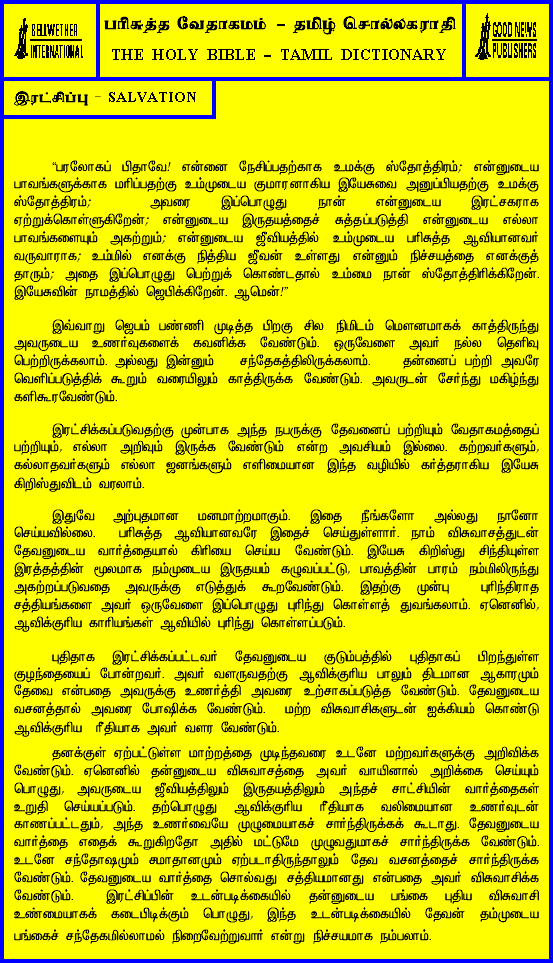 BELLWETHER
INTERNATIONAL
பரிசுத்த வேதாகமம் – தமிழ் சொல்லகராதி
THE HOLY BIBLE – TAMIL DICTIONARY
GOOD NEWS
PUBLISHERS
இரட்சிப்பு – SALVATION
“பரலோகப் பிதாவே! என்னை நேசிப்பதற்காக உமக்கு ஸ்தோத்திரம்; என்னுடைய
பாவங்களுக்காக மரிப்பதற்கு உம்முடைய குமாரனாகிய இயேசுவை அனுப்பியதற்கு உமக்கு
ஸ்தோத்திரம்; அவரை இப்பொழுது நான் என்னுடைய இரட்சகராக
ஏற்றுக்கொள்ளுகிறேன்; என்னுடைய இருதயத்தைச் சுத்தப்படுத்தி என்னுடைய எல்லா
பாவங்களையும் அகற்றும்; என்னுடைய ஜீவியத்தில் உம்முடைய பரிசுத்த ஆவியானவர்
வருவாராக; உம்மில் எனக்கு நித்திய ஜீவன் உள்ளது என்னும் நிச்சயத்தை எனக்குத்
தாரும்; அதை இப்பொழுது பெற்றுக் கொண்டதால் உம்மை நான் ஸ்தோத்திரிக்கிறேன்.
இயேசுவின் நாமத்தில் ஜெபிக்கிறேன். ஆமென்!”
இவ்வாறு ஜெபம் பண்ணி முடித்த பிறகு சில நிமிடம் மௌனமாகக் காத்திருந்து
அவருடைய உணர்வுகளைக் கவனிக்க வேண்டும். ஒருவேளை அவர் நல்ல தெளிவு
பெற்றிருக்கலாம். அல்லது இன்னும் சந்தேகத்திலிருக்கலாம். தன்னைப் பற்றி அவரே
வெளிப்படுத்திக் கூறும் வரையிலும் காத்திருக்க வேண்டும். அவருடன் சேர்ந்து மகிழ்ந்து
களிகூரவேண்டும்.
இரட்சிக்கப்படுவதற்கு முன்பாக அந்த நபருக்கு தேவனைப் பற்றியும் வேதாகமத்தைப்
பற்றியும், எல்லா அறிவும் இருக்க வேண்டும் என்ற அவசியம் இல்லை. கற்றவர்களும்,
கல்லாதவர்களும் எல்லா ஜனங்களும் எளிமையான இந்த வழியில் கர்த்தராகிய இயேசு
கிறிஸ்துவிடம் வரலாம்.
இதுவே அற்புதமான மனமாற்றமாகும். இதை நீங்களோ அல்லது நானோ
செய்யவில்லை. பரிசுத்த ஆவியானவரே இதைச் செய்துள்ளார். நாம் விசுவாசத்துடன்
தேவனுடைய வார்த்தையால் கிரியை செய்ய வேண்டும். இயேசு கிறிஸ்து சிந்தியுள்ள
இரத்தத்தின் மூலமாக நம்முடைய இருதயம் கழுவப்பட்டு, பாவத்தின் பாரம் நம்மிலிருந்து
அகற்றப்படுவதை அவருக்கு எடுத்துக் கூறவேண்டும். இதற்கு முன்பு புரிந்திராத
சத்தியங்களை அவர் ஒருவேளை இப்பொழுது புரிந்து கொள்ளத் துவங்கலாம். ஏனெனில்,
ஆவிக்குரிய காரியங்கள் ஆவியில் புரிந்து கொள்ளப்படும்.
புதிதாக இரட்சிக்கப்பட்டவர் தேவனுடைய குடும்பத்தில் புதிதாகப் பிறந்துள்ள
குழந்தையைப் போன்றவர். அவர் வளருவதற்கு ஆவிக்குரிய பாலும் திடமான ஆகாரமும்
தேவை என்பதை அவருக்கு உணர்த்தி அவரை உற்சாகப்படுத்த வேண்டும். தேவனுடைய
வசனத்தால் அவரை போஷிக்க வேண்டும். மற்ற விசுவாசிகளுடன் ஐக்கியம் கொண்டு
ஆவிக்குரிய ரீதியாக அவர் வளர வேண்டும்.
தனக்குள் ஏற்பட்டுள்ள மாற்றத்தை முடிந்தவரை உடனே மற்றவர்களுக்கு அறிவிக்க
வேண்டும். ஏனெனில் தன்னுடைய விசுவாசத்தை அவர் வாயினால் அறிக்கை செய்யும்
பொழுது, அவருடைய ஜீவியத்திலும் இருதயத்திலும் அந்தச் சாட்சியின் வார்த்தைகள்
உறுதி செய்யப்படும். தற்பொழுது ஆவிக்குரிய ரீதியாக வலிமையான உணர்வுடன்
காணப்பட்டதும், அந்த உணர்வையே முழுமையாகச் சார்ந்திருக்கக் கூடாது. தேவனுடைய
வார்த்தை எதைக் கூறுகிறதோ அதில் மட்டுமே முழுவதுமாகச் சார்ந்திருக்க வேண்டும்.
உடனே சந்தோஷமும் சமாதானமும் ஏற்படாதிருந்தாலும் தேவ வசனத்தைச் சார்ந்திருக்க
வேண்டும். தேவனுடைய வார்த்தை சொல்வது சத்தியமானது என்பதை அவர் விசுவாசிக்க
வேண்டும். இரட்சிப்பின் உடன்படிக்கையில் தன்னுடைய பங்கை புதிய விசுவாசி
உண்மையாகக் கடைபிடிக்கும் பொழுது, இந்த உடன்படிக்கையில் தேவன் தம்முடைய
பங்கைச் சந்தேகமில்லாமல் நிறைவேற்றுவார் என்று நிச்சயமாக நம்பலாம்.